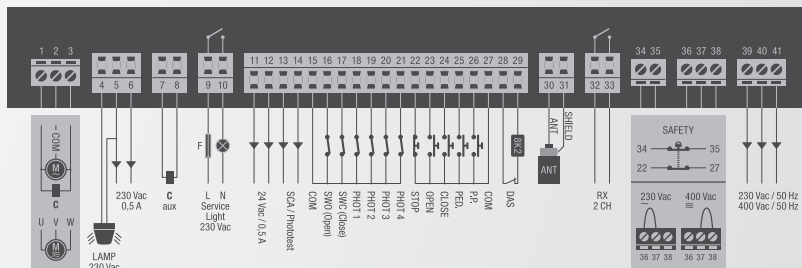 1 2 3
4 5 6
7 8
9 10
11 12 13 14 15 16 17 18 19 20 21 22 23 24 25 26 27 28 29
30 31
32 33
34 35
36 37 38
39 40 41
– COM –
M
C
U V W
M
LAMP
230 Vac
230 Vac
0,5 A
C
aux
F
L N
Service
Light
230 Vac
24 Vac / 0,5 A
SCA / Phototest
COM
SWO (Open)
SWC (Close)
PHOT 1
PHOT 2
PHOT 3
PHOT 4
STOP
OPEN
CLOSE
PED.
P.P.
COM
DAS
8K2
ANT
SHIELD
ANT
RX
2 CH
SAFETY
34 35
22 27
230 Vac
400 Vac
36 37 38
36 37 38
230 Vac / 50 Hz
400 Vac / 50 Hz